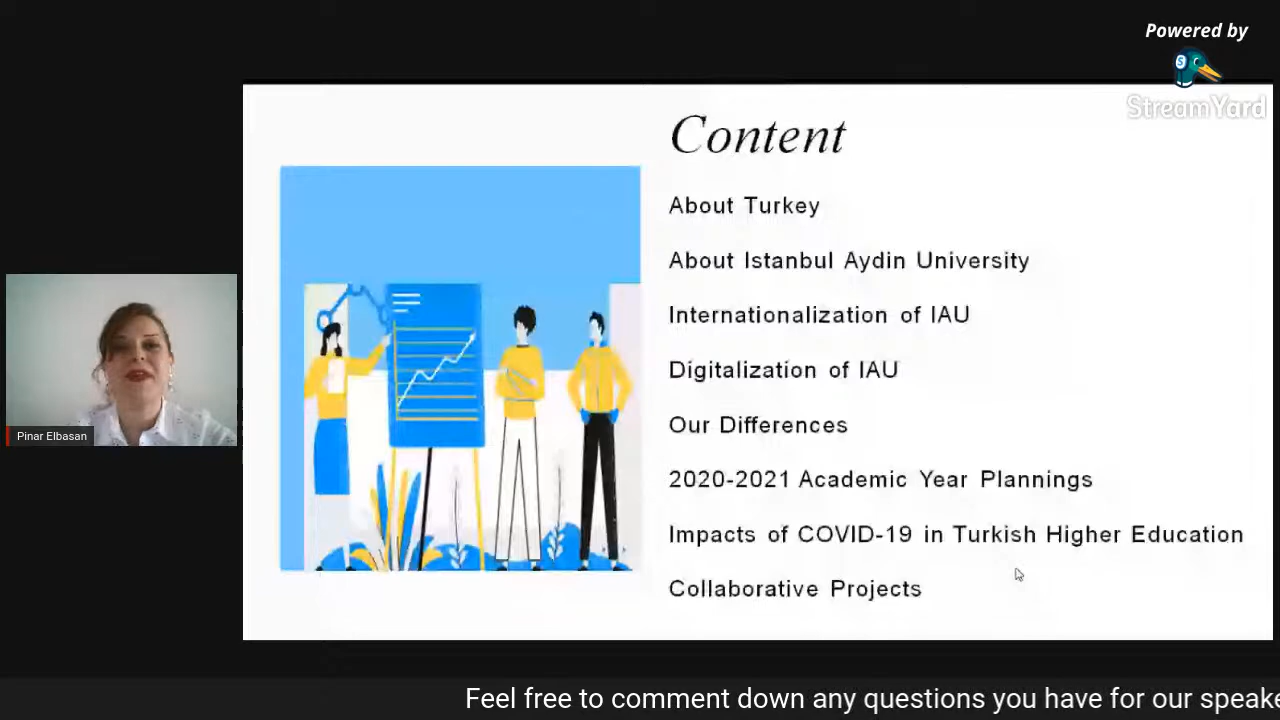 Powered by
StreamYard
Content
About Turkey
About Istanbul Aydin University
Internationalization of IAU
Digitalization of IAU
Our Differences
2020-2021 Academic Year Plannings
Impacts of COVID-19 in Turkish Higher Education
Collaborative Projects
Pinar Elbasan
Feel free to comment down any questions you have for our speake